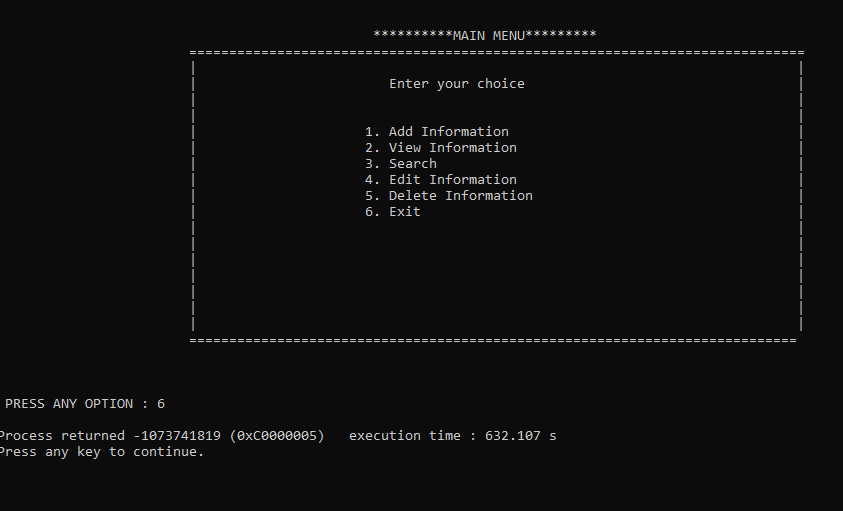 **********MAIN MENU*********
=============================================================================
Enter your choice
1. Add Information
2. View Information
3. Search
4. Edit Information
5. Delete Information
6. Exit
============================================================================
PRESS ANY OPTION : 6
Process returned -1073741819 (0xC0000005)   execution time : 632.107 s
Press any key to continue.